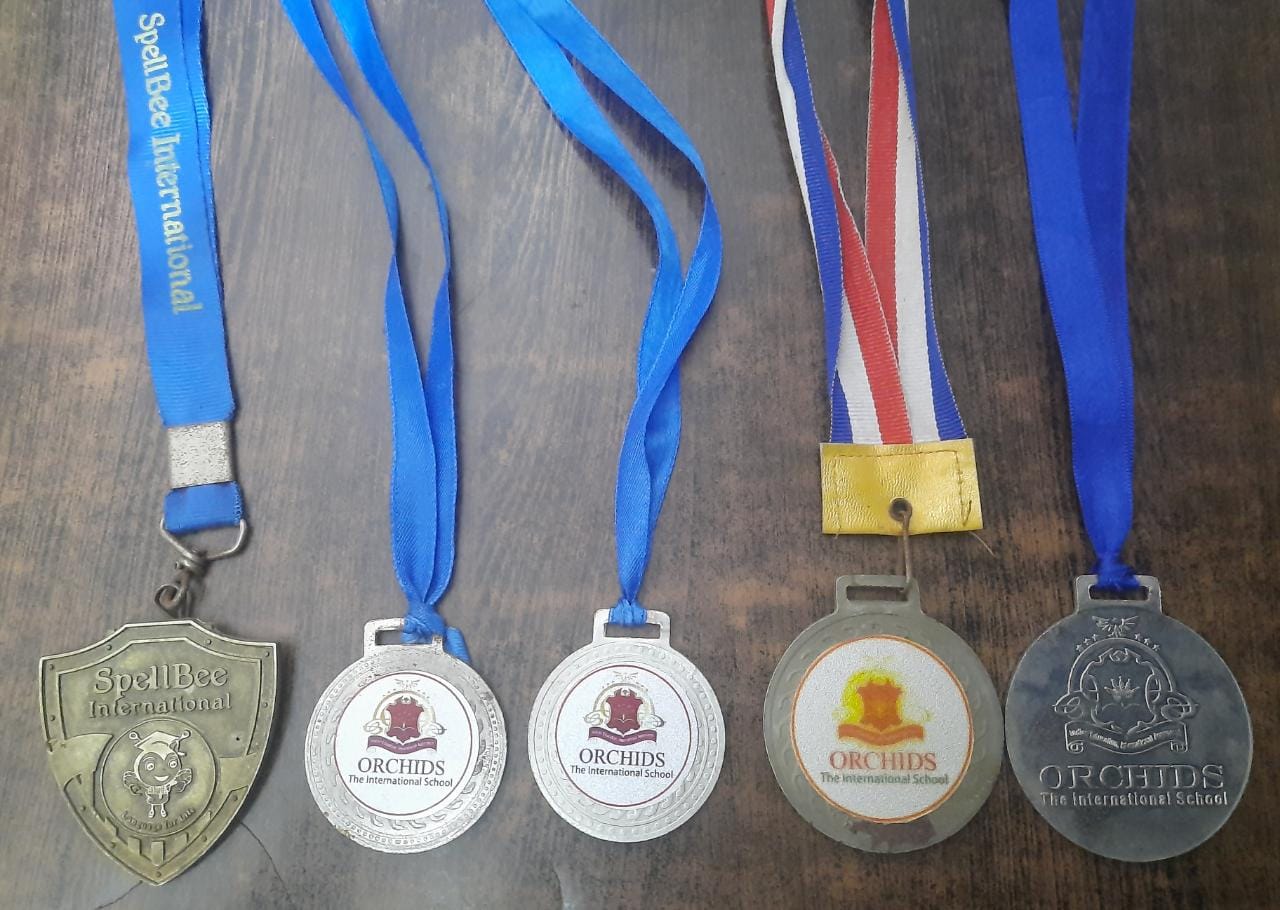 SpellBee International
SpellBee
International
ORCHIDS
The International School
ORCHIDS
The International School
ORCHIDS
The International School
ORCHIDS
The International School